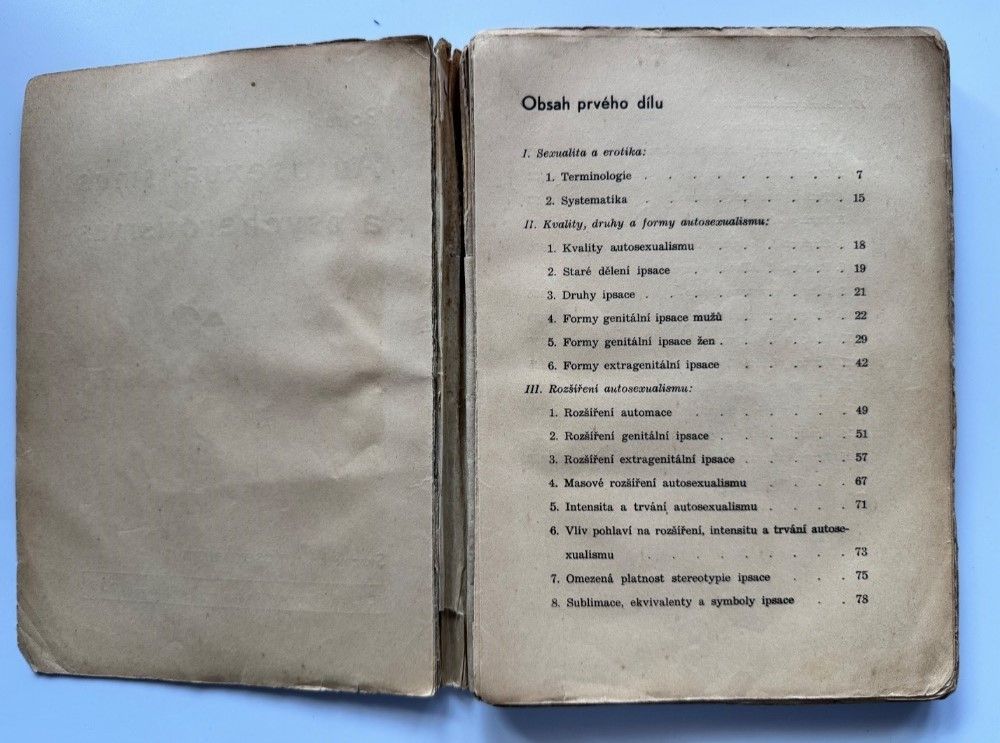 Obsah prvého dílu
I. Sexualita a erotika:
1. Terminologie . . . . . . . . 7
2. Systematika . . . . . . . . 15
II. Kvality, druhy a formy autosexualismu:
1. Kvality autosexualismu . . . . . . 18
2. Staré dělení ipsace . . . . . . . 19
3. Druhy ipsace . . . . . . . . 21
4. Formy genitální ipsace mužů . . . . . 22
5. Formy genitální ipsace žen . . . . . . 29
6. Formy extragenitální ipsace . . . . . 42
III. Rozšíření autosexualismu:
1. Rozšíření automace . . . . . . . 49
2. Rozšíření genitální ipsace . . . . . . 51
3. Rozšíření extragenitální ipsace . . . . . 57
4. Masové rozšíření autosexualismu . . . . 67
5. Intensita a trvání autosexualismu . . . . 71
6. Vliv pohlaví na rozšíření, intensitu a trvání autose-
xualismu . . . . . . . . 73
7. Omezená platnost stereotypie ipsace . . . 75
8. Sublimace, ekvivalenty a symboly ipsace . . 78